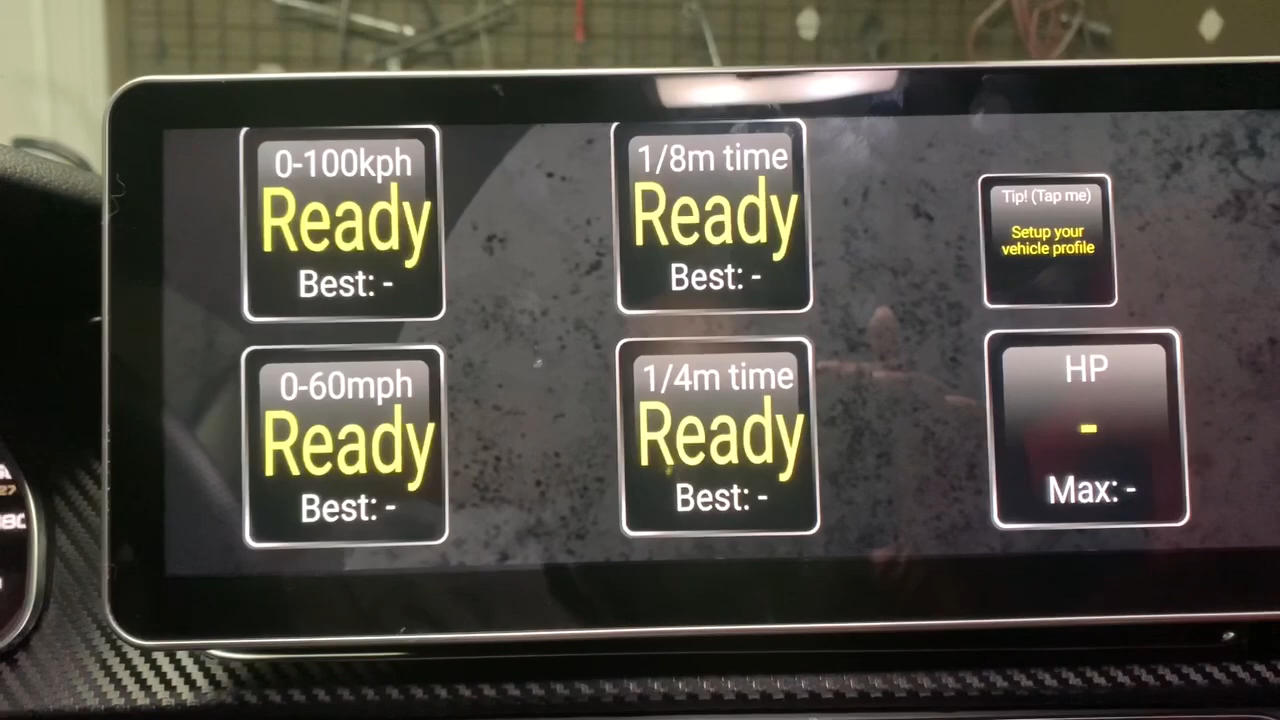 0-100kph
Ready
Best: -
1/8m time
Ready
Best: -
Tip! (Tap me)
Setup your
vehicle profile
0-60mph
Ready
Best: -
1/4m time
Ready
Best: -
HP
-
Max: -
27